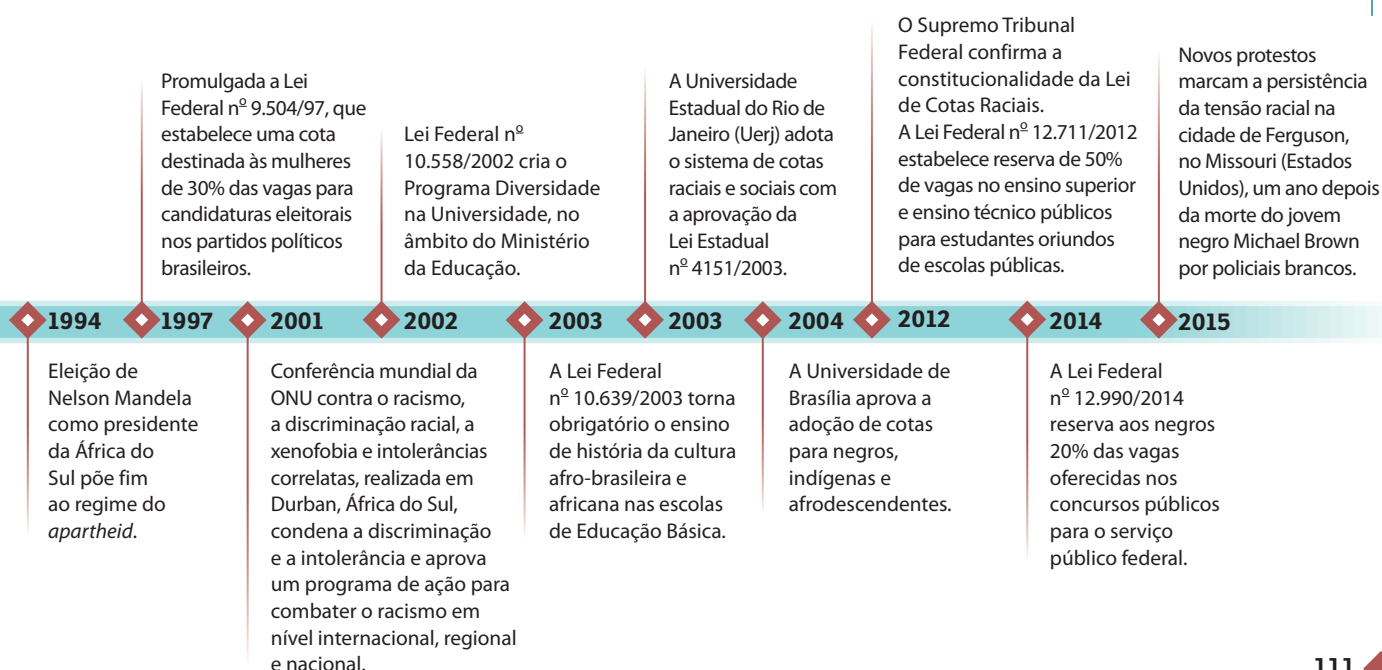 Promulgada a Lei
Federal nº 9.504/97, que
estabelece uma cota
destinada às mulheres
de 30% das vagas para
candidaturas eleitorais
nos partidos políticos
brasileiros.
Lei Federal nº
10.558/2002 cria o
Programa Diversidade
na Universidade, no
âmbito do Ministério
da Educação.
A Universidade
Estadual do Rio de
Janeiro (Uerj) adota
o sistema de cotas
raciais e sociais com
a aprovação da
Lei Estadual
nº 4151/2003.
O Supremo Tribunal
Federal confirma a
constitucionalidade da Lei
de Cotas Raciais.
A Lei Federal nº 12.711/2012
estabelece reserva de 50%
de vagas no ensino superior
e ensino técnico públicos
para estudantes oriundos
de escolas públicas.
Novos protestos
marcam a persistência
da tensão racial na
cidade de Ferguson,
no Missouri (Estados
Unidos), um ano depois
da morte do jovem
negro Michael Brown
por policiais brancos.
1994 1997 2001 2002 2003 2003 2004 2012 2014 2015
Eleição de
Nelson Mandela
como presidente
da África do
Sul põe fim
ao regime do
apartheid.
Conferência mundial da
ONU contra o racismo,
a discriminação racial, a
xenofobia e intolerâncias
correlatas, realizada em
Durban, África do Sul,
condena a discriminação
e a intolerância e aprova
um programa de ação para
combater o racismo em
nível internacional, regional
e nacional.
A Lei Federal
nº 10.639/2003 torna
obrigatório o ensino
de história da cultura
afro-brasileira e
africana nas escolas
de Educação Básica.
A Universidade de
Brasília aprova a
adoção de cotas
para negros,
indígenas e
afrodescendentes.
A Lei Federal
nº 12.990/2014
reserva aos negros
20% das vagas
oferecidas nos
concursos públicos
para o serviço
público federal.
111